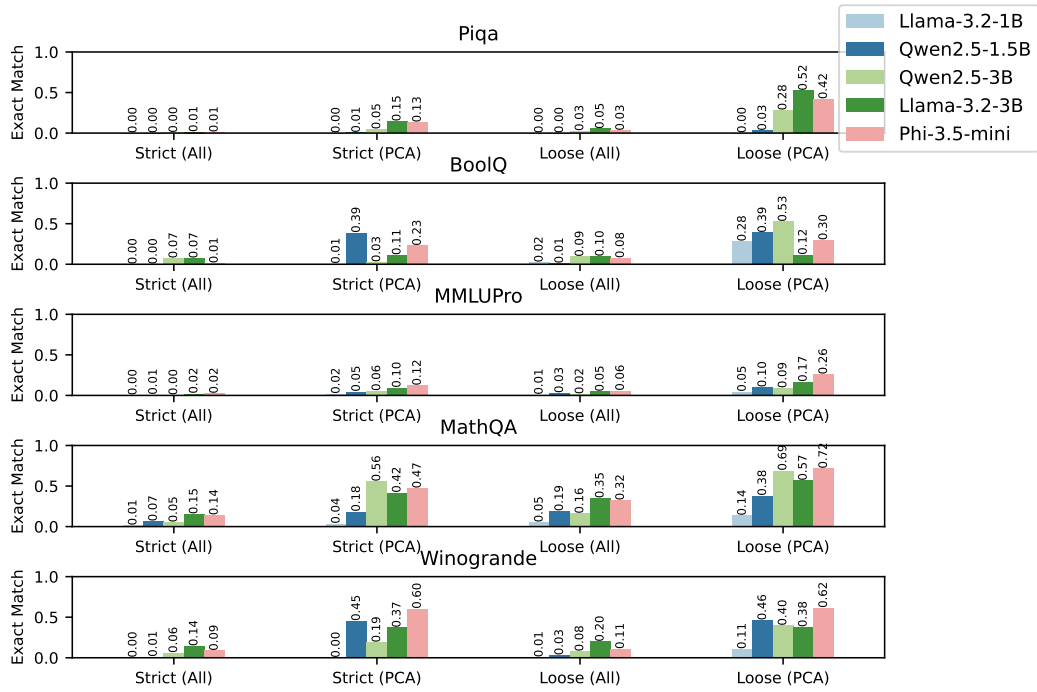 Llama-3.2-1B
Qwen2.5-1.5B
Qwen2.5-3B
Llama-3.2-3B
Phi-3.5-mini
Piqa
Exact Match
1.0
0.5
0.0
0.00 0.00 0.00 0.01 0.01
0.00 0.01 0.05 0.15 0.13
0.00 0.00 0.03 0.05 0.03
0.00 0.03 0.28 0.52 0.42
Strict (All) Strict (PCA) Loose (All) Loose (PCA)
BoolQ
Exact Match
1.0
0.5
0.0
0.00 0.00 0.07 0.07 0.01
0.01 0.39 0.03 0.11 0.23
0.02 0.01 0.09 0.10 0.08
0.28 0.39 0.53 0.12 0.30
Strict (All) Strict (PCA) Loose (All) Loose (PCA)
MMLUPro
Exact Match
1.0
0.5
0.0
0.00 0.01 0.00 0.02 0.02
0.02 0.05 0.06 0.10 0.12
0.01 0.03 0.02 0.05 0.06
0.05 0.10 0.09 0.17 0.26
Strict (All) Strict (PCA) Loose (All) Loose (PCA)
MathQA
Exact Match
1.0
0.5
0.0
0.01 0.07 0.05 0.15 0.14
0.04 0.18 0.56 0.42 0.47
0.05 0.19 0.16 0.35 0.32
0.14 0.38 0.69 0.57 0.72
Strict (All) Strict (PCA) Loose (All) Loose (PCA)
Winogrande
Exact Match
1.0
0.5
0.0
0.00 0.01 0.06 0.14 0.09
0.00 0.45 0.19 0.37 0.60
0.01 0.03 0.08 0.20 0.11
0.11 0.46 0.40 0.38 0.62
Strict (All) Strict (PCA) Loose (All) Loose (PCA)